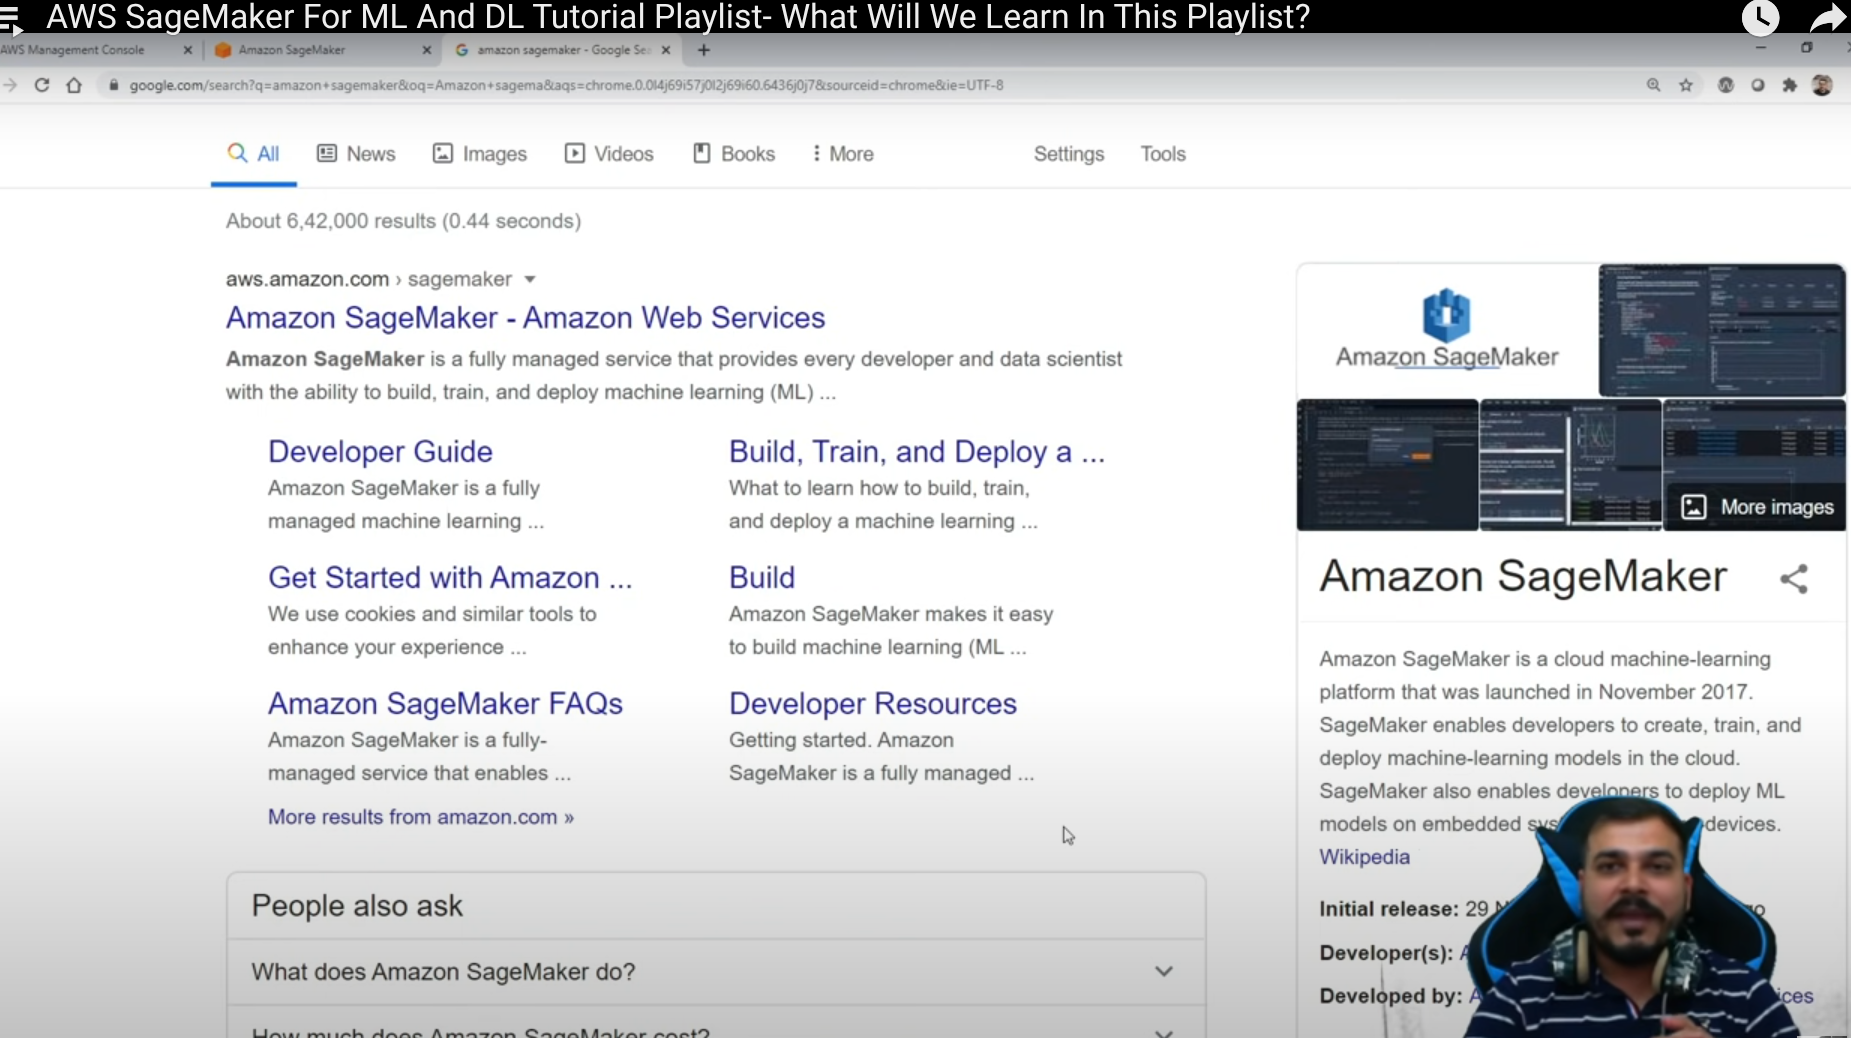 AWS SageMaker For ML And DL Tutorial Playlist- What Will We Learn In This Playlist?
AWS Management Console
Amazon SageMaker
amazon sagemaker - Google Sea
google.com/search?q=amazon+sagemaker&oq=Amazon+sagema&aqs=chrome.0.0l4j69i57j0l2j69i60.6436j0j7&sourceid=chrome&ie=UTF-8
All
News
Images
Videos
Books
More
Settings
Tools
About 6,42,000 results (0.44 seconds)
aws.amazon.com › sagemaker
Amazon SageMaker - Amazon Web Services
Amazon SageMaker is a fully managed service that provides every developer and data scientist
with the ability to build, train, and deploy machine learning (ML) ...
Developer Guide
Amazon SageMaker is a fully
managed machine learning ...
Build, Train, and Deploy a ...
What to learn how to build, train,
and deploy a machine learning ...
Get Started with Amazon ...
We use cookies and similar tools to
enhance your experience ...
Build
Amazon SageMaker makes it easy
to build machine learning (ML ...
Amazon SageMaker FAQs
Amazon SageMaker is a fully-
managed service that enables ...
Developer Resources
Getting started. Amazon
SageMaker is a fully managed ...
More results from amazon.com »
People also ask
What does Amazon SageMaker do?
How much does Amazon SageMaker cost?
Amazon SageMaker
More images
Amazon SageMaker
Amazon SageMaker is a cloud machine-learning
platform that was launched in November 2017.
SageMaker enables developers to create, train, and
deploy machine-learning models in the cloud.
SageMaker also enables developers to deploy ML
models on embedded -devices.
Wikipedia
Initial release: 29
Developer(s):
Developed by: